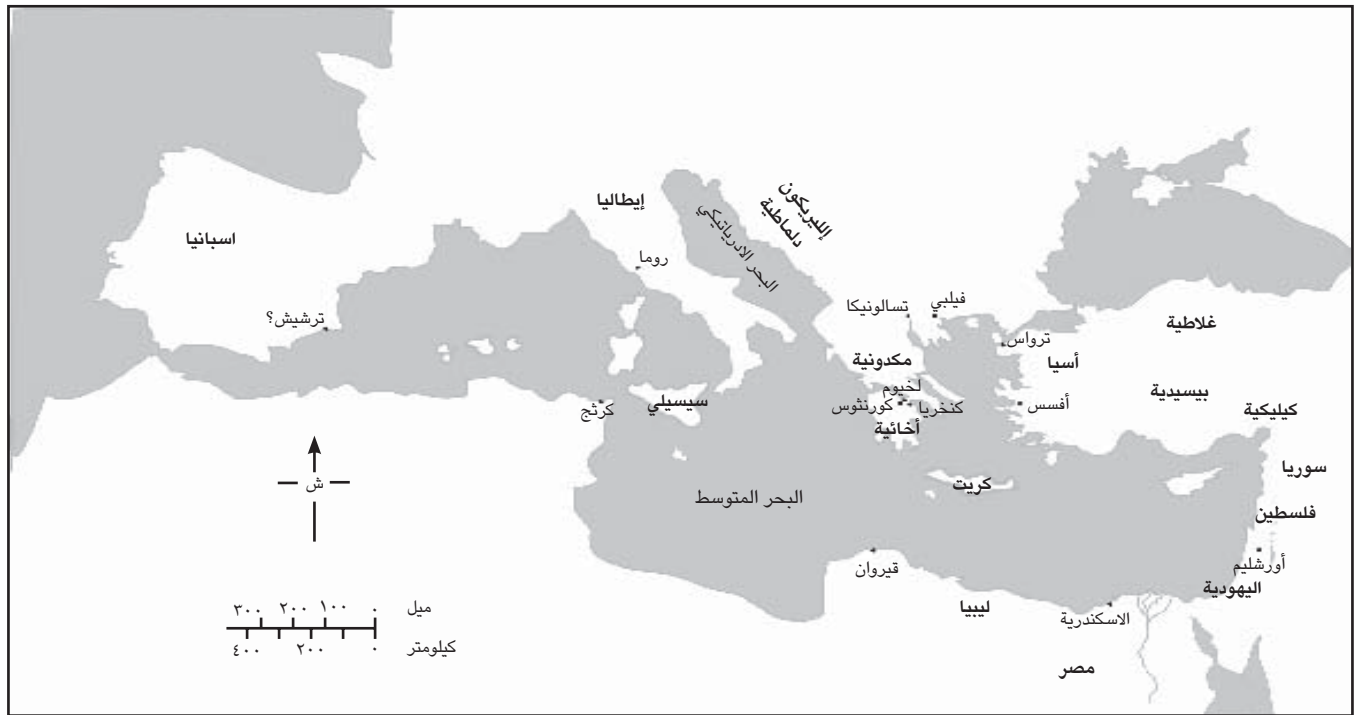 إلليريكون
دلماطية
إيطاليا
البحر الادرياتيكي
اسبانيا
روما
ترشيش؟
تسالونيكا
فيلبي
غلاطية
ترواس
أسيا
مكدونية
بيسيدية
لخيوم
كنخريا
كورنثوس
أفسس
كيليكية
سيسيلي
كرثج
أخائية
سوريا
ش
كريت
البحر المتوسط
فلسطين
أورشليم
قيروان
اليهودية
ليبيا
الاسكندرية
ميل ٠ ١٠٠ ٢٠٠ ٣٠٠
كيلومتر ٠ ٢٠٠ ٤٠٠
مصر